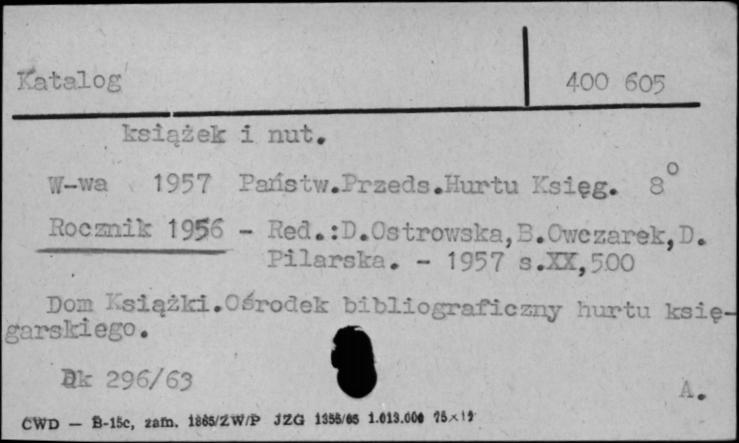 Katalog 400 605
książek i nut.
W-wa 1957 Państw.Przeds.Hurtu Księg. 8°
Rocznik 1956 - Red.:D.Ostrowska,B.Owczarek,D.
Pilarska. - 1957 s.XX,500
Dom Książki.Ośrodek bibliograficzny hurtu księ-
garskiego.
Dk 296/63
A.
CWD — B-15c, zam. 1865/ZW/P JZG 1355/65 1.013.000 75×12